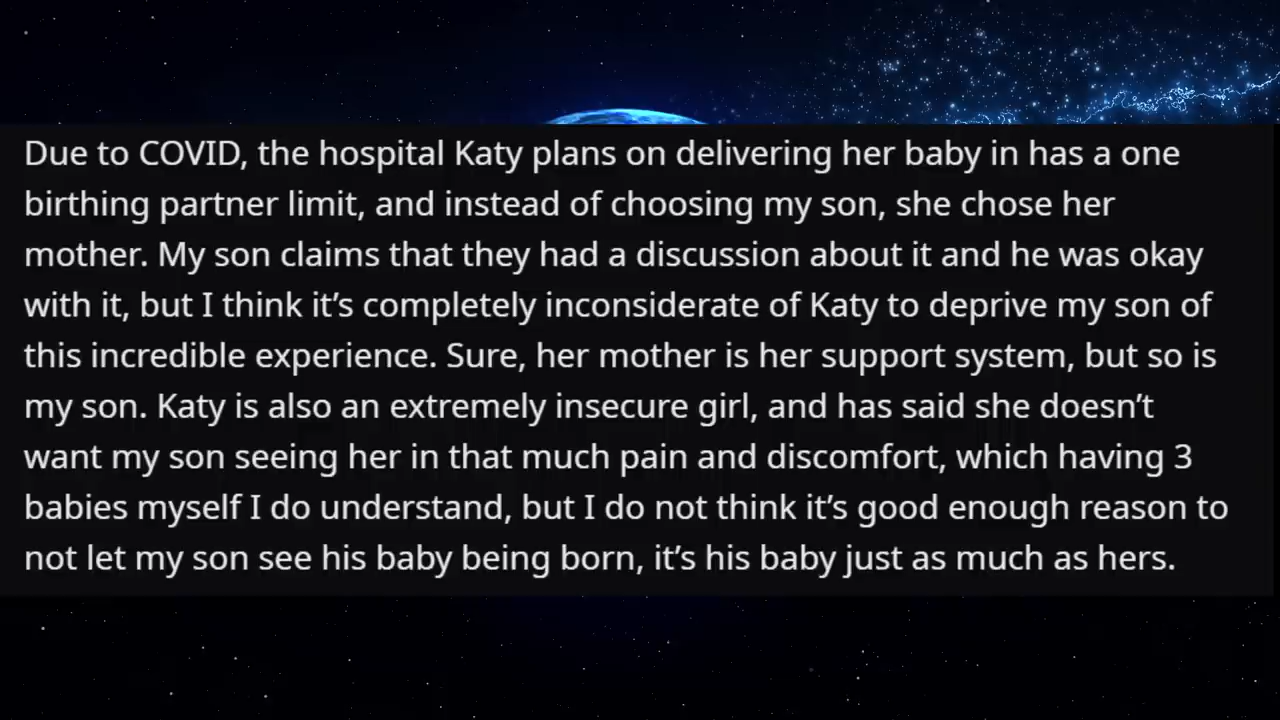 Due to COVID, the hospital Katy plans on delivering her baby in has a one
birthing partner limit, and instead of choosing my son, she chose her
mother. My son claims that they had a discussion about it and he was okay
with it, but I think it’s completely inconsiderate of Katy to deprive my son of
this incredible experience. Sure, her mother is her support system, but so is
my son. Katy is also an extremely insecure girl, and has said she doesn’t
want my son seeing her in that much pain and discomfort, which having 3
babies myself I do understand, but I do not think it’s good enough reason to
not let my son see his baby being born, it’s his baby just as much as hers.